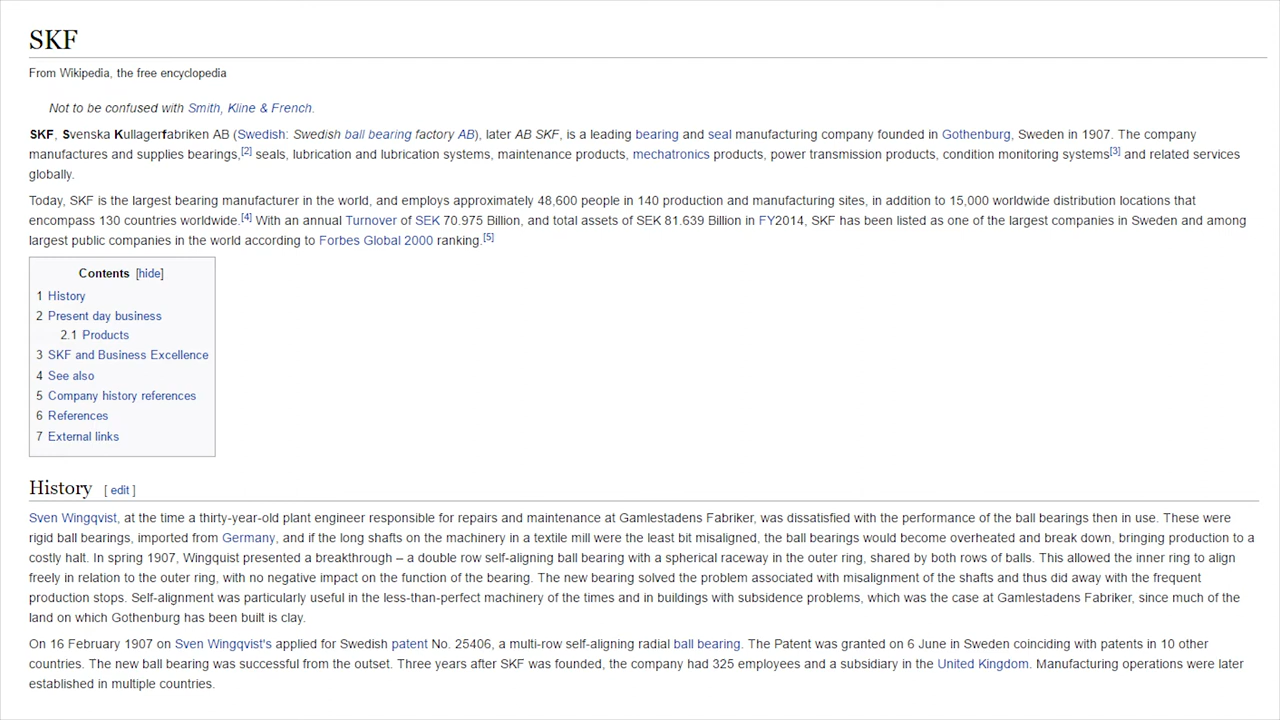 SKF
From Wikipedia, the free encyclopedia
Not to be confused with Smith, Kline & French.
SKF, Svenska Kullagerfabriken AB (Swedish: Swedish ball bearing factory AB), later AB SKF, is a leading bearing and seal manufacturing company founded in Gothenburg, Sweden in 1907. The company
manufactures and supplies bearings,[2] seals, lubrication and lubrication systems, maintenance products, mechatronics products, power transmission products, condition monitoring systems[3] and related services
globally.
Today, SKF is the largest bearing manufacturer in the world, and employs approximately 48,600 people in 140 production and manufacturing sites, in addition to 15,000 worldwide distribution locations that
encompass 130 countries worldwide.[4] With an annual Turnover of SEK 70.975 Billion, and total assets of SEK 81.639 Billion in FY2014, SKF has been listed as one of the largest companies in Sweden and among
largest public companies in the world according to Forbes Global 2000 ranking.[5]
Contents [hide]
1 History
2 Present day business
2.1 Products
3 SKF and Business Excellence
4 See also
5 Company history references
6 References
7 External links
History [ edit ]
Sven Wingqvist, at the time a thirty-year-old plant engineer responsible for repairs and maintenance at Gamlestadens Fabriker, was dissatisfied with the performance of the ball bearings then in use. These were
rigid ball bearings, imported from Germany, and if the long shafts on the machinery in a textile mill were the least bit misaligned, the ball bearings would become overheated and break down, bringing production to a
costly halt. In spring 1907, Wingquist presented a breakthrough – a double row self-aligning ball bearing with a spherical raceway in the outer ring, shared by both rows of balls. This allowed the inner ring to align
freely in relation to the outer ring, with no negative impact on the function of the bearing. The new bearing solved the problem associated with misalignment of the shafts and thus did away with the frequent
production stops. Self-alignment was particularly useful in the less-than-perfect machinery of the times and in buildings with subsidence problems, which was the case at Gamlestadens Fabriker, since much of the
land on which Gothenburg has been built is clay.
On 16 February 1907 on Sven Wingqvist's applied for Swedish patent No. 25406, a multi-row self-aligning radial ball bearing. The Patent was granted on 6 June in Sweden coinciding with patents in 10 other
countries. The new ball bearing was successful from the outset. Three years after SKF was founded, the company had 325 employees and a subsidiary in the United Kingdom. Manufacturing operations were later
established in multiple countries.